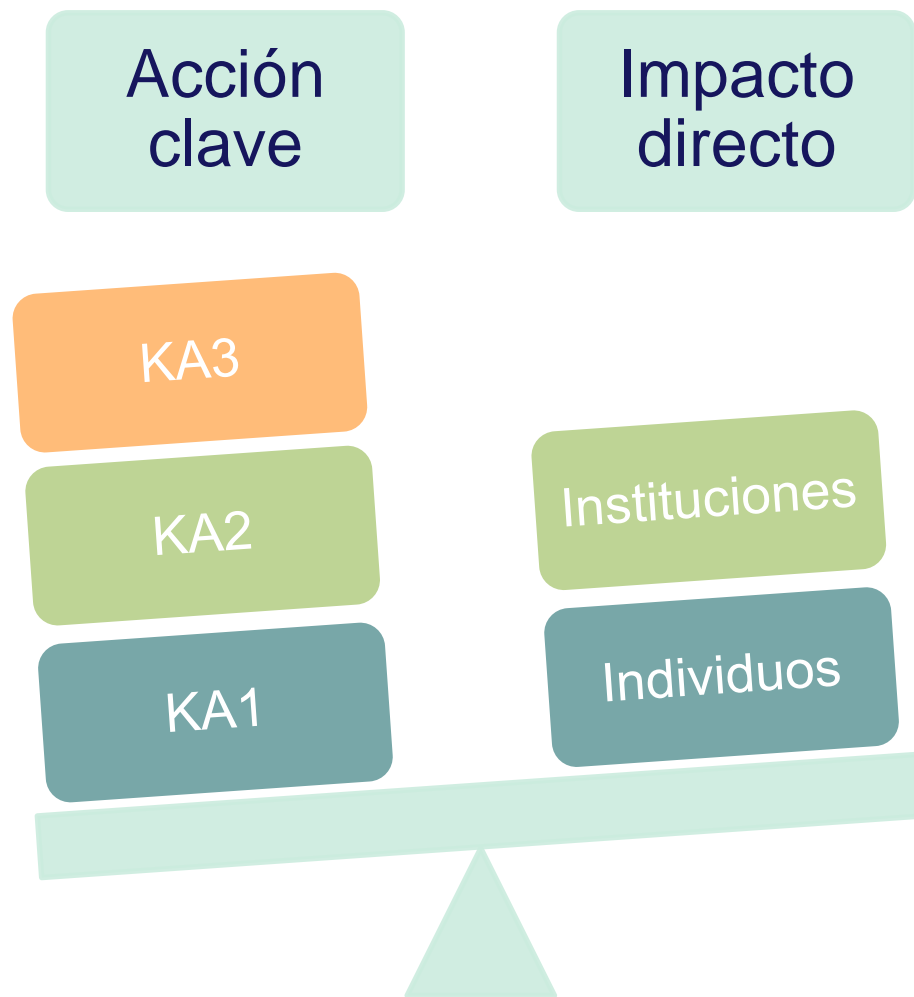 Acción
clave
Impacto
directo
KA3
KA2
KA1
Instituciones
Individuos